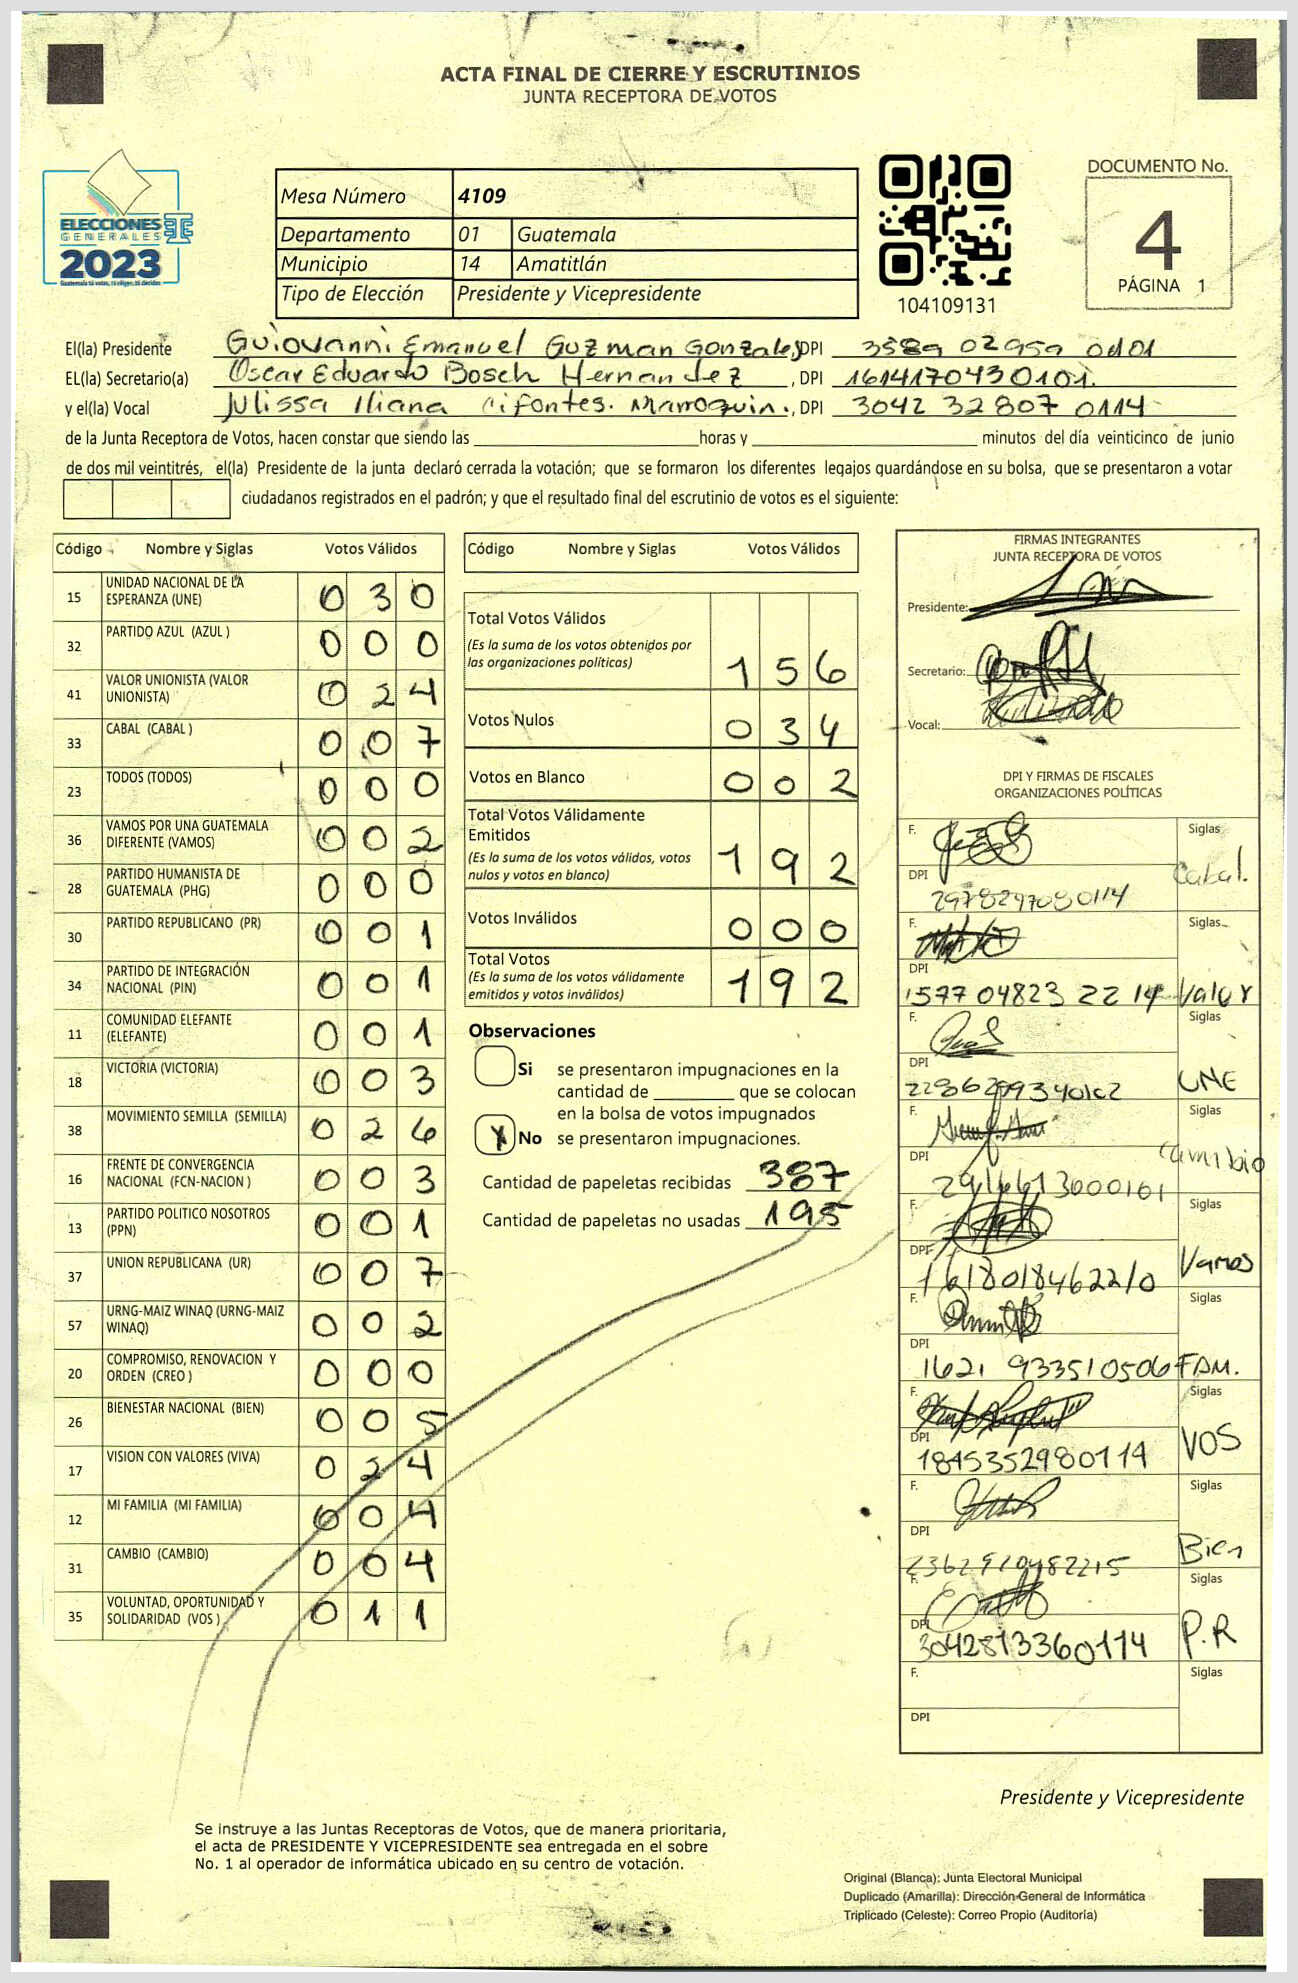 ACTA FINAL DE CIERRE Y ESCRUTINIOS
JUNTA RECEPTORA DE VOTOS
ELECCIONES
GENERALES
2023
TSE
Mesa Número 4109
Departamento 01 Guatemala
Municipio 14 Amatitlán
Tipo de Elección Presidente y Vicepresidente
104109131
DOCUMENTO No.
4
PÁGINA 1
El(la) Presidente Guiovanni Emanuel Guzman Gonzales DPI 3589 02959 0101
EL(la) Secretario(a) Oscar Eduardo Bosch Hernandez, DPI 1614170430101.
y el(la) Vocal Julissa Iliana Cifontes. Marroquin., DPI 3042 32807 0114
de la Junta Receptora de Votos, hacen constar que siendo las horas y minutos del día veinticinco de junio
de dos mil veintitrés, el(la) Presidente de la junta declaró cerrada la votación; que se formaron los diferentes legajos guardándose en su bolsa, que se presentaron a votar
ciudadanos registrados en el padrón; y que el resultado final del escrutinio de votos es el siguiente:
Código Nombre y Siglas Votos Válidos
15 UNIDAD NACIONAL DE LA ESPERANZA (UNE) 0 3 0
32 PARTIDO AZUL (AZUL ) 0 0 0
41 VALOR UNIONISTA (VALOR UNIONISTA) 0 2 4
33 CABAL (CABAL ) 0 0 7
23 TODOS (TODOS) 0 0 0
36 VAMOS POR UNA GUATEMALA DIFERENTE (VAMOS) 0 0 2
28 PARTIDO HUMANISTA DE GUATEMALA (PHG) 0 0 0
30 PARTIDO REPUBLICANO (PR) 0 0 1
34 PARTIDO DE INTEGRACIÓN NACIONAL (PIN) 0 0 1
11 COMUNIDAD ELEFANTE (ELEFANTE) 0 0 1
18 VICTORIA (VICTORIA) 0 0 3
38 MOVIMIENTO SEMILLA (SEMILLA) 0 2 6
16 FRENTE DE CONVERGENCIA NACIONAL (FCN-NACION ) 0 0 3
13 PARTIDO POLITICO NOSOTROS (PPN) 0 0 1
37 UNION REPUBLICANA (UR) 0 0 7
57 URNG-MAIZ WINAQ (URNG-MAIZ WINAQ) 0 0 2
20 COMPROMISO, RENOVACION Y ORDEN (CREO ) 0 0 0
26 BIENESTAR NACIONAL (BIEN) 0 0 5
17 VISION CON VALORES (VIVA) 0 2 4
12 MI FAMILIA (MI FAMILIA) 0 0 4
31 CAMBIO (CAMBIO) 0 0 4
35 VOLUNTAD, OPORTUNIDAD Y SOLIDARIDAD (VOS ) 0 1 1
Código Nombre y Siglas Votos Válidos
Total Votos Válidos
(Es la suma de los votos obtenidos por
las organizaciones políticas) 1 5 6
Votos Nulos 0 3 4
Votos en Blanco 0 0 2
Total Votos Válidamente
Emitidos
(Es la suma de los votos válidos, votos
nulos y votos en blanco) 1 9 2
Votos Inválidos 0 0 0
Total Votos
(Es la suma de los votos válidamente
emitidos y votos inválidos) 1 9 2
Observaciones
Si se presentaron impugnaciones en la
cantidad de que se colocan
en la bolsa de votos impugnados
X No se presentaron impugnaciones.
Cantidad de papeletas recibidas 387
Cantidad de papeletas no usadas 195
FIRMAS INTEGRANTES
JUNTA RECEPTORA DE VOTOS
Presidente:
Secretario:
Vocal:
DPI Y FIRMAS DE FISCALES
ORGANIZACIONES POLÍTICAS
F. Siglas
DPI 2978297080114 Cabal.
F. Siglas
DPI 1577 04823 22 14 Valor
F. Siglas
DPI UNE
F. Siglas
DPI Cambio
F. Siglas
DPI Vamos
F. Siglas
DPI 1621 933510506 FDM.
F. Siglas
DPI 1845352980114 VOS
F. Siglas
DPI Bien
F. Siglas
DPI 3042813360114 P.R
F. Siglas
DPI
Presidente y Vicepresidente
Se instruye a las Juntas Receptoras de Votos, que de manera prioritaria,
el acta de PRESIDENTE Y VICEPRESIDENTE sea entregada en el sobre
No. 1 al operador de informática ubicado en su centro de votación.
Original (Blanca): Junta Electoral Municipal
Duplicado (Amarilla): Dirección General de Informática
Triplicado (Celeste): Correo Propio (Auditoría)